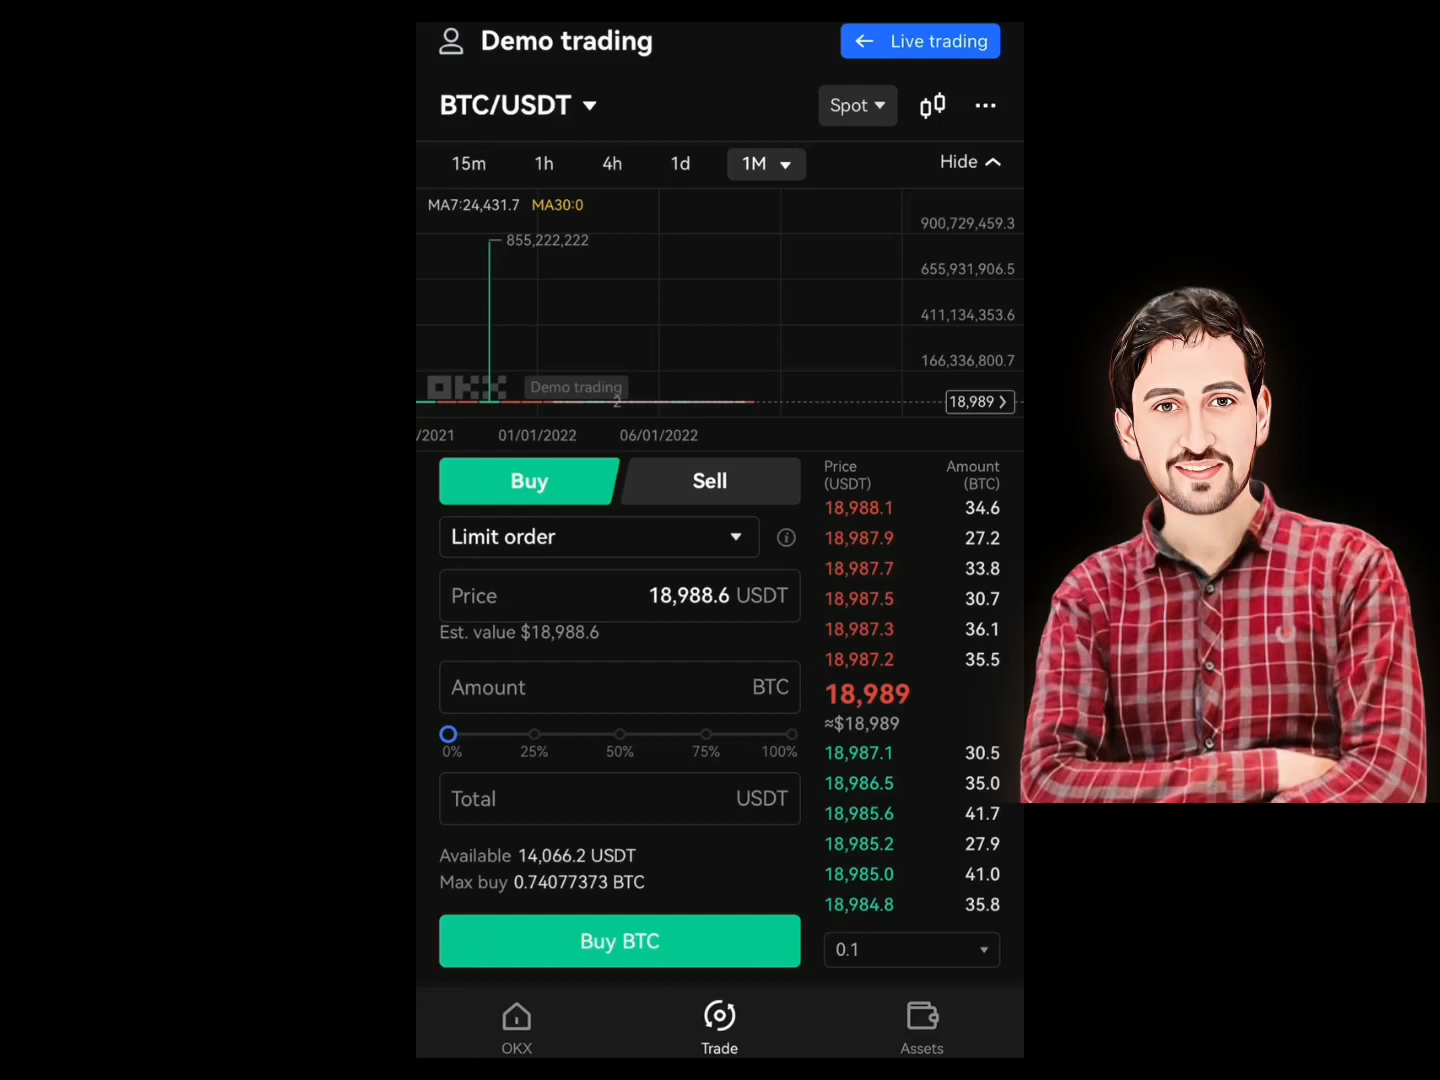 Demo trading
Live trading
BTC/USDT
Spot
15m 1h 4h 1d 1M Hide
MA7:24,431.7 MA30:0
900,729,459.3
855,222,222
655,931,906.5
411,134,353.6
166,336,800.7
OKX Demo trading
2
18,989
/2021 01/01/2022 06/01/2022
Buy Sell
Limit order
Price 18,988.6 USDT
Est. value $18,988.6
Amount BTC
0% 25% 50% 75% 100%
Total USDT
Available 14,066.2 USDT
Max buy 0.74077373 BTC
Buy BTC
Price Amount
(USDT) (BTC)
18,988.1 34.6
18,987.9 27.2
18,987.7 33.8
18,987.5 30.7
18,987.3 36.1
18,987.2 35.5
18,989
≈$18,989
18,987.1 30.5
18,986.5 35.0
18,985.6 41.7
18,985.2 27.9
18,985.0 41.0
18,984.8 35.8
0.1
OKX Trade Assets